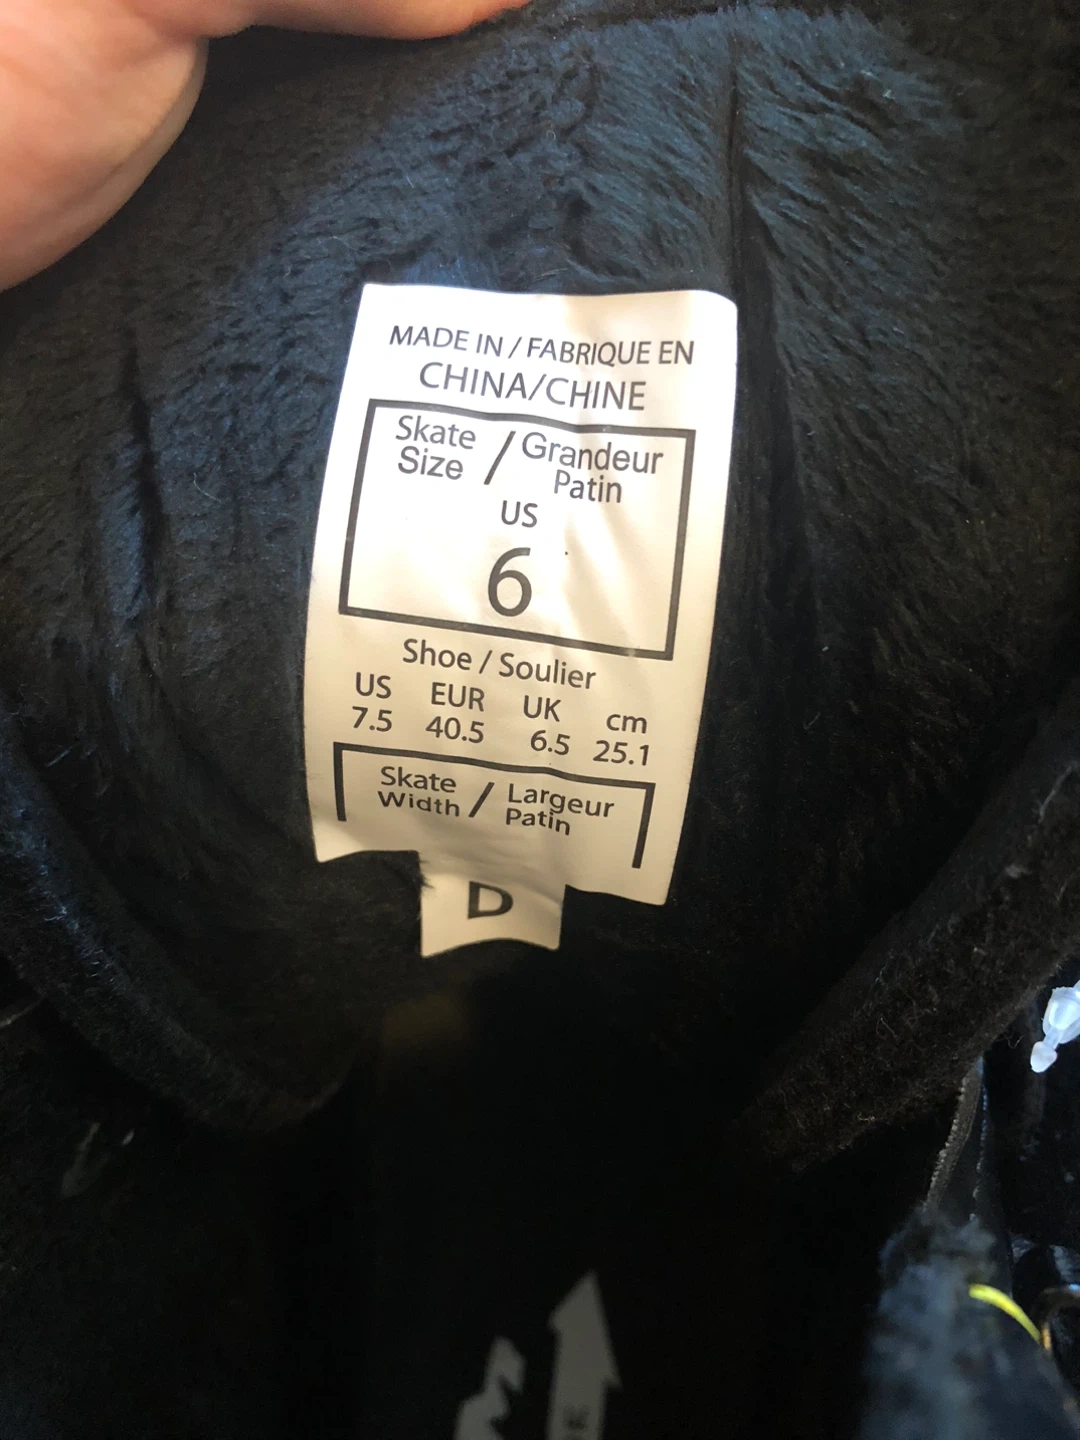 MADE IN / FABRIQUE EN
CHINA/CHINE
Skate Size / Grandeur Patin
US
6
Shoe / Soulier
US EUR UK cm
7.5 40.5 6.5 25.1
Skate Width / Largeur Patin
D